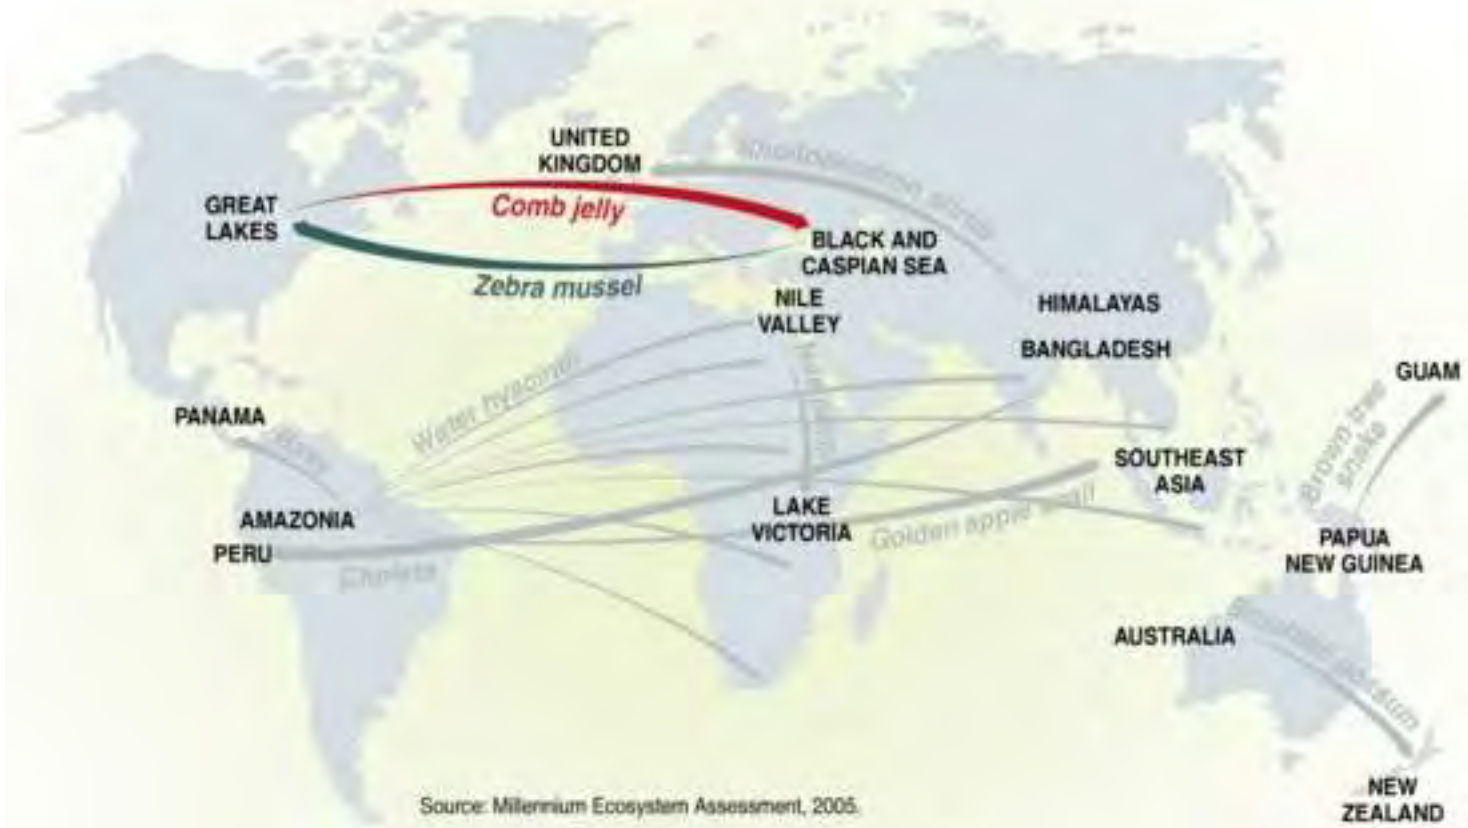 UNITED
KINGDOM
Comb jelly
GREAT
LAKES
BLACK AND
CASPIAN SEA
Zebra mussel
NILE
VALLEY
HIMALAYAS
BANGLADESH
GUAM
Water hyacinth
PANAMA
Brown tree
snake
SOUTHEAST
ASIA
AMAZONIA
LAKE
VICTORIA
Golden apple snail
PERU
Cholera
PAPUA
NEW GUINEA
AUSTRALIA
possum
NEW
ZEALAND
Source: Millennium Ecosystem Assessment, 2005.